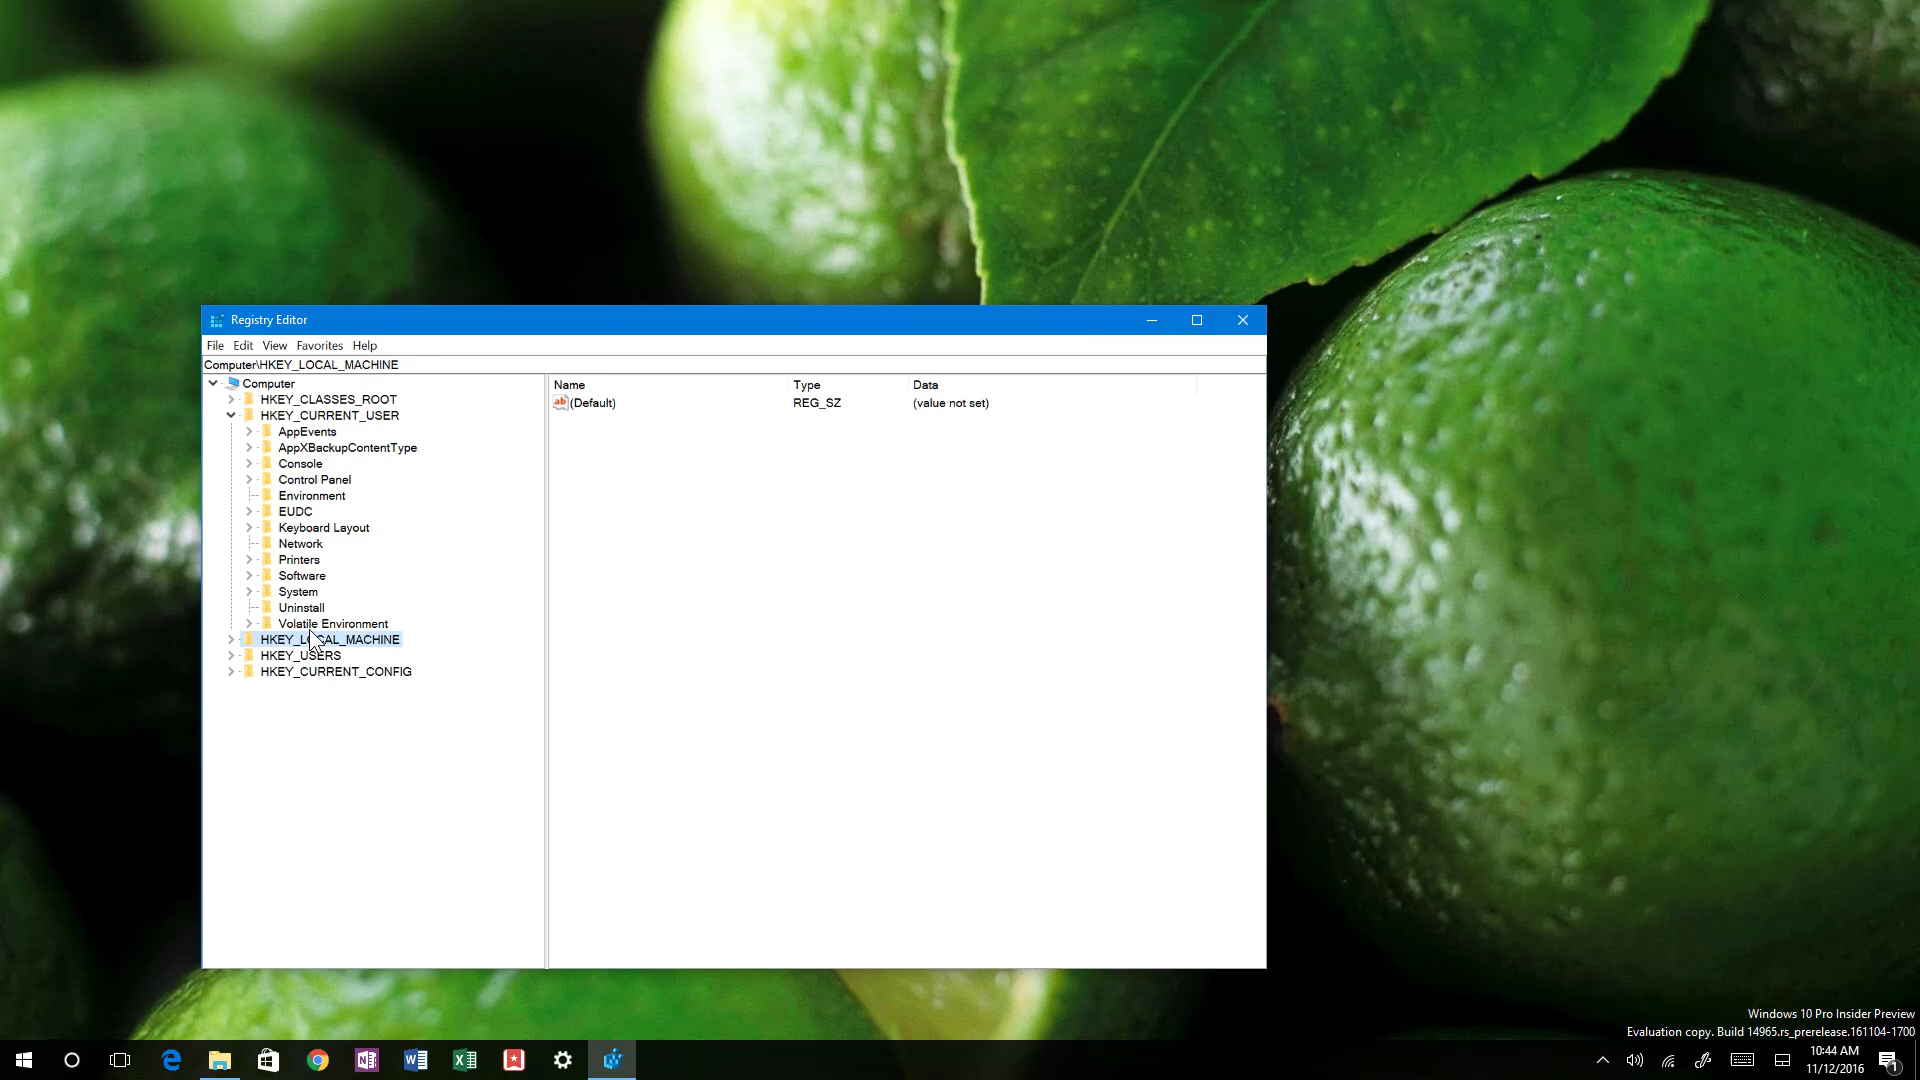 Registry Editor
File Edit View Favorites Help
Computer\HKEY_LOCAL_MACHINE
Computer
HKEY_CLASSES_ROOT
HKEY_CURRENT_USER
AppEvents
AppXBackupContentType
Console
Control Panel
Environment
EUDC
Keyboard Layout
Network
Printers
Software
System
Uninstall
Volatile Environment
HKEY_LOCAL_MACHINE
HKEY_USERS
HKEY_CURRENT_CONFIG
Name Type Data
ab (Default) REG_SZ (value not set)
Windows 10 Pro Insider Preview
Evaluation copy. Build 14965.rs_prerelease.161104-1700
10:44 AM
11/12/2016
1